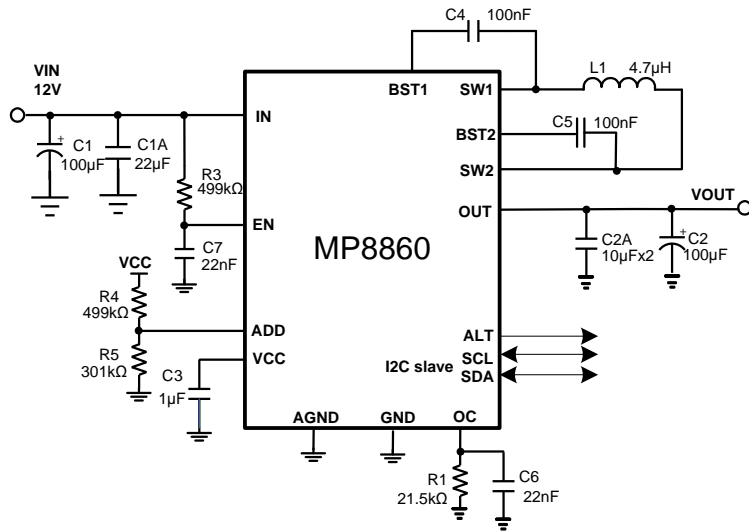 C4
100nF
VIN
12V
BST1
SW1
L1
4.7µH
IN
C5
100nF
BST2
C1
100µF
+
C1A
22µF
R3
499kΩ
SW2
VOUT
OUT
EN
MP8860
C7
22nF
C2A
10µFx2
+
C2
100µF
VCC
R4
499kΩ
ADD
ALT
R5
301kΩ
VCC
I2C slave
SCL
SDA
C3
1µF
AGND
GND
OC
R1
21.5kΩ
C6
22nF